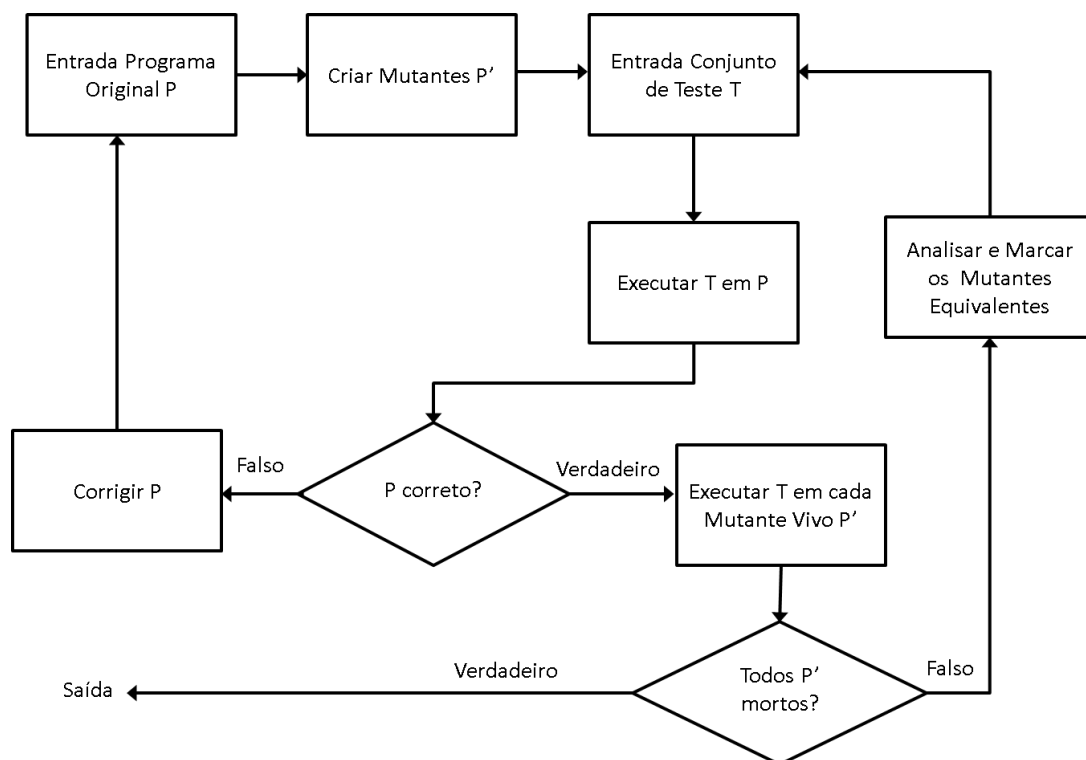 Entrada Programa
Original P
Criar Mutantes P’
Entrada Conjunto
de Teste T
Executar T em P
Analisar e Marcar
os Mutantes
Equivalentes
Corrigir P
Falso
P correto?
Verdadeiro
Executar T em cada
Mutante Vivo P’
Saída
Verdadeiro
Todos P’
mortos?
Falso